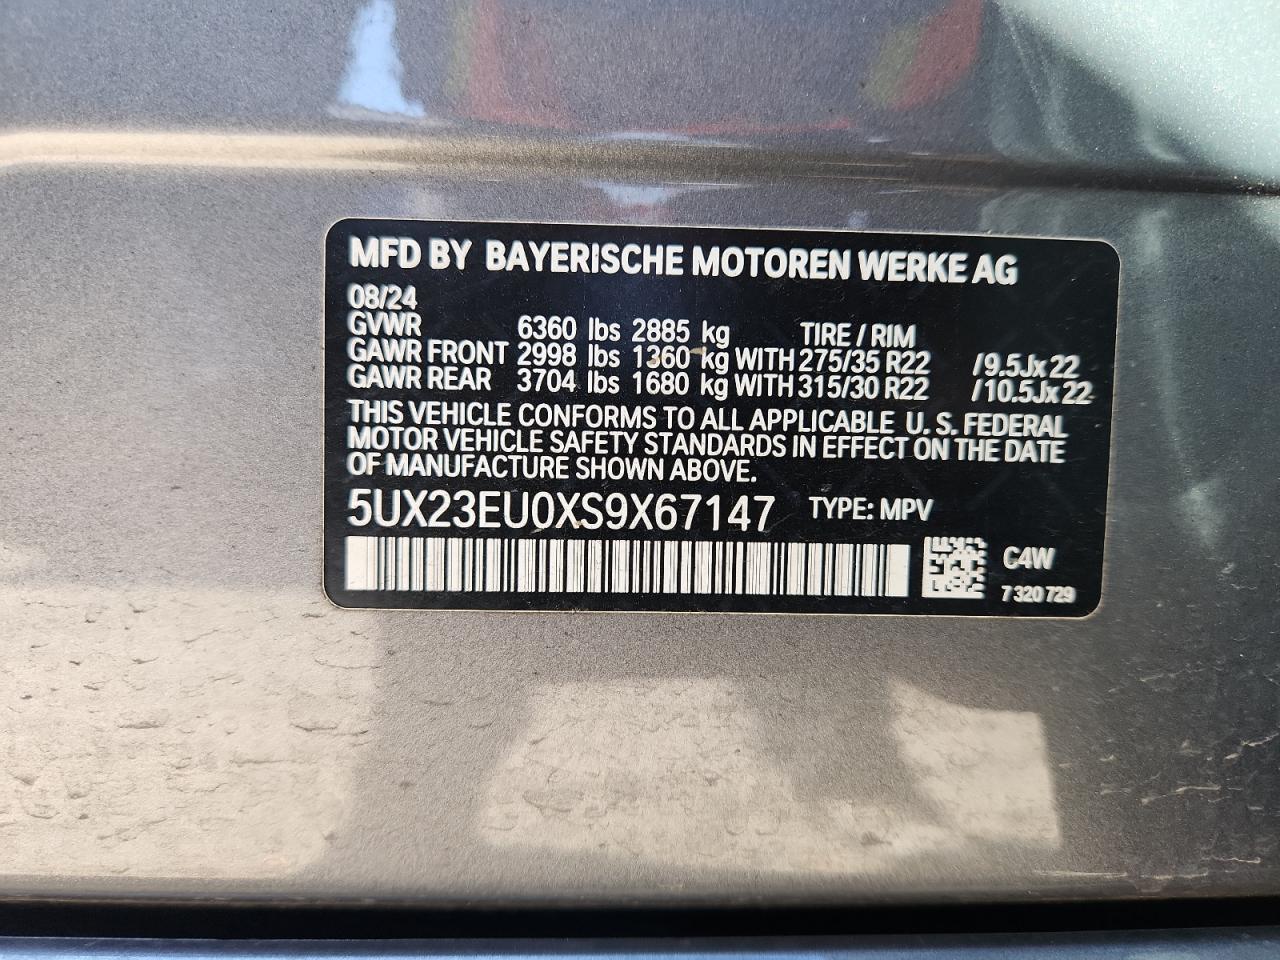 MFD BY BAYERISCHE MOTOREN WERKE AG
08/24
GVWR 6360 lbs 2885 kg TIRE / RIM
GAWR FRONT 2998 lbs 1360 kg WITH 275/35 R22 /9.5Jx22
GAWR REAR 3704 lbs 1680 kg WITH 315/30 R22 /10.5Jx22
THIS VEHICLE CONFORMS TO ALL APPLICABLE U. S. FEDERAL
MOTOR VEHICLE SAFETY STANDARDS IN EFFECT ON THE DATE
OF MANUFACTURE SHOWN ABOVE.
5UX23EU0XS9X67147 TYPE: MPV
C4W
7 320 729